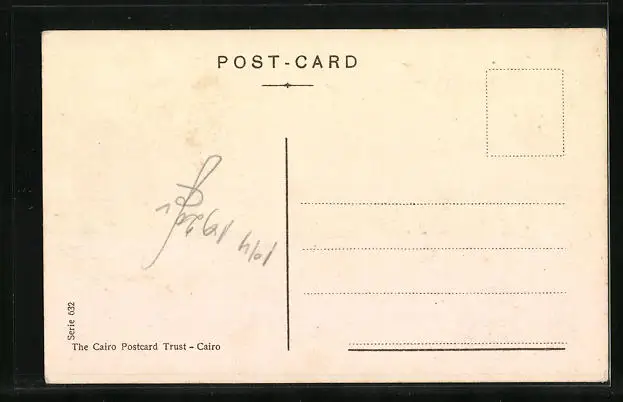 POST-CARD
Serie 632
The Cairo Postcard Trust - Cairo